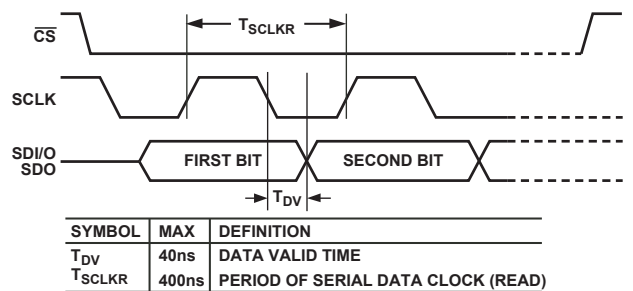 CS
T_SCLKR
SCLK
SDI/O
SDO
FIRST BIT
SECOND BIT
T_DV
SYMBOL MAX DEFINITION
T_DV 40ns DATA VALID TIME
T_SCLKR 400ns PERIOD OF SERIAL DATA CLOCK (READ)